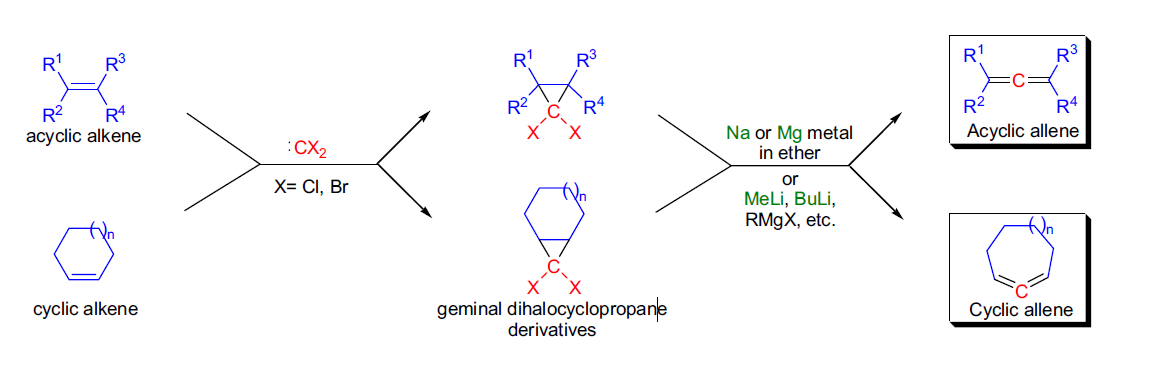 R1 R3
R2 R4
acyclic alkene
:CX2
X= Cl, Br
( )n
cyclic alkene
R1 R3
R2 C R4
X X
( )n
C
X X
geminal dihalocyclopropane
derivatives
Na or Mg metal
in ether
or
MeLi, BuLi,
RMgX, etc.
R1 R3
C
R2 R4
Acyclic allene
( )n
C
Cyclic allene